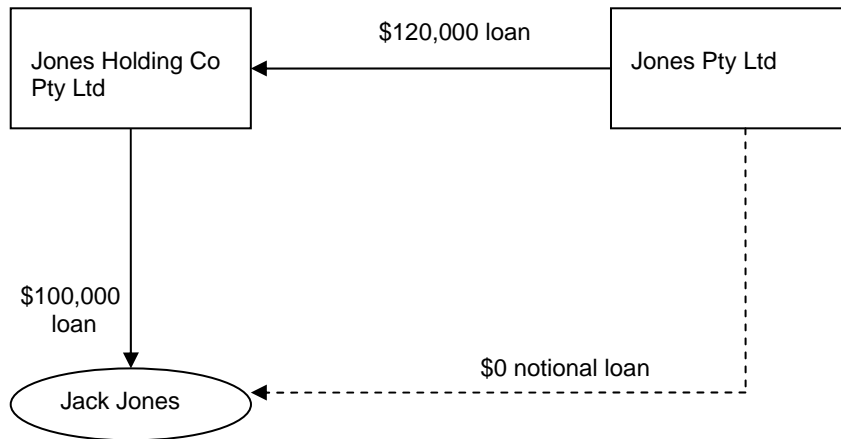 $120,000 loan
Jones Holding Co
Pty Ltd
Jones Pty Ltd
$100,000
loan
$0 notional loan
Jack Jones